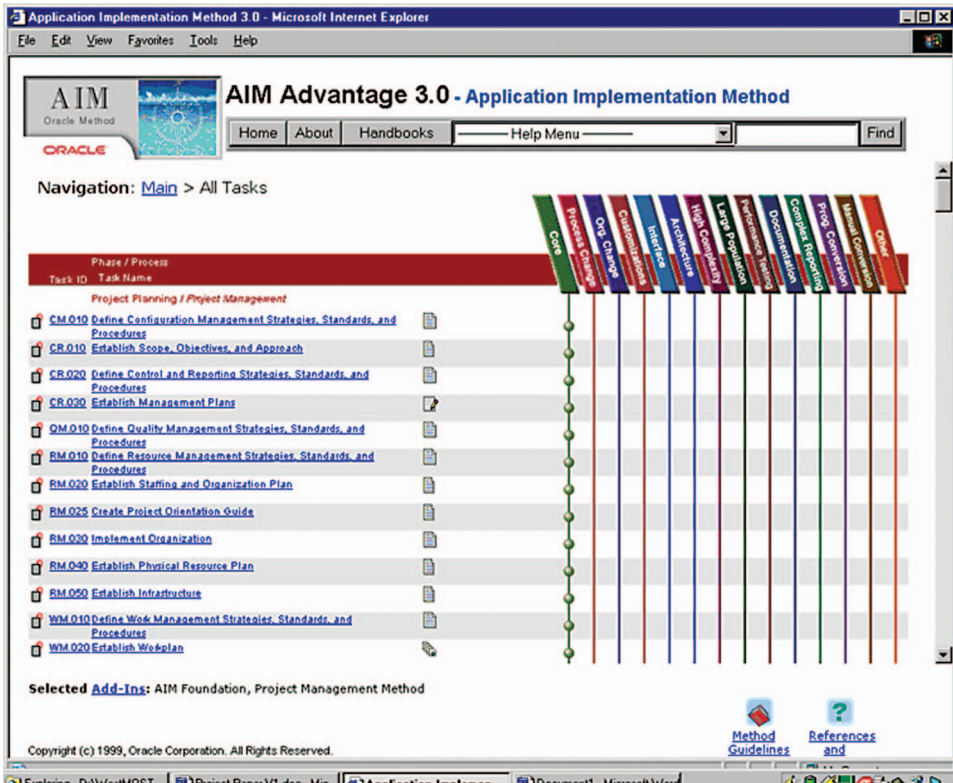 Application Implementation Method 3.0 - Microsoft Internet Explorer
File Edit View Favorites Tools Help
AIM
Oracle Method
ORACLE
AIM Advantage 3.0 - Application Implementation Method
Home About Handbooks Help Menu Find
Navigation: Main > All Tasks
Core Process Change Org. Change Customizations Interface Architecture High Complexity Large Population Performance Testing Documentation Complex Reporting Prog. Conversion Manual Conversion Other
Phase / Process
Task ID Task Name
Project Planning / Project Management
CM.010 Define Configuration Management Strategies, Standards, and
Procedures
CR.010 Establish Scope, Objectives, and Approach
CR.020 Define Control and Reporting Strategies, Standards, and
Procedures
CR.030 Establish Management Plans
QM.010 Define Quality Management Strategies, Standards, and
Procedures
RM.010 Define Resource Management Strategies, Standards, and
Procedures
RM.020 Establish Staffing and Organization Plan
RM.025 Create Project Orientation Guide
RM.030 Implement Organization
RM.040 Establish Physical Resource Plan
RM.050 Establish Infrastructure
WM.010 Define Work Management Strategies, Standards, and
Procedures
WM.020 Establish Workplan
Selected Add-Ins: AIM Foundation, Project Management Method
Method
Guidelines
References
and
Copyright (c) 1999, Oracle Corporation. All Rights Reserved.